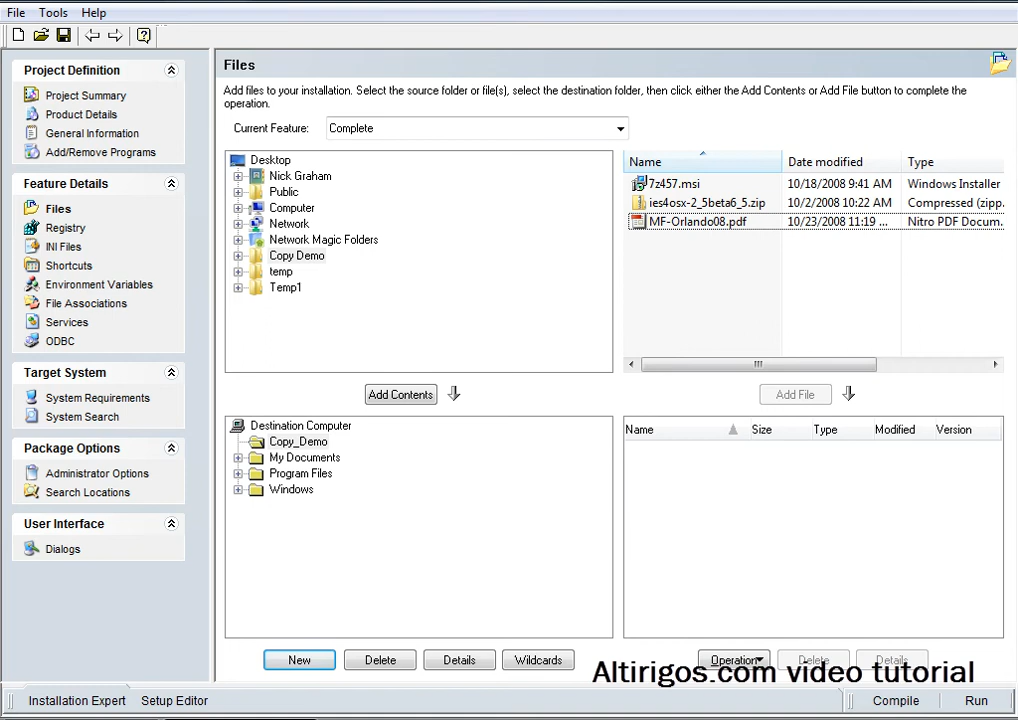 File Tools Help
Project Definition
Project Summary
Product Details
General Information
Add/Remove Programs
Feature Details
Files
Registry
INI Files
Shortcuts
Environment Variables
File Associations
Services
ODBC
Target System
System Requirements
System Search
Package Options
Administrator Options
Search Locations
User Interface
Dialogs
Files
Add files to your installation. Select the source folder or file(s), select the destination folder, then click either the Add Contents or Add File button to complete the
operation.
Current Feature: Complete
Desktop
Nick Graham
Public
Computer
Network
Network Magic Folders
Copy Demo
temp
Temp1
Name Date modified Type
7z457.msi 10/18/2008 9:41 AM Windows Installer
ies4osx-2_5beta6_5.zip 10/2/2008 10:22 AM Compressed (zipp.
MF-Orlando08.pdf 10/23/2008 11:19 ... Nitro PDF Docum.
Add Contents Add File
Destination Computer
Copy_Demo
My Documents
Program Files
Windows
Name Size Type Modified Version
New Delete Details Wildcards Operation Delete Details
Altirigos.com video tutorial
Installation Expert Setup Editor Compile Run